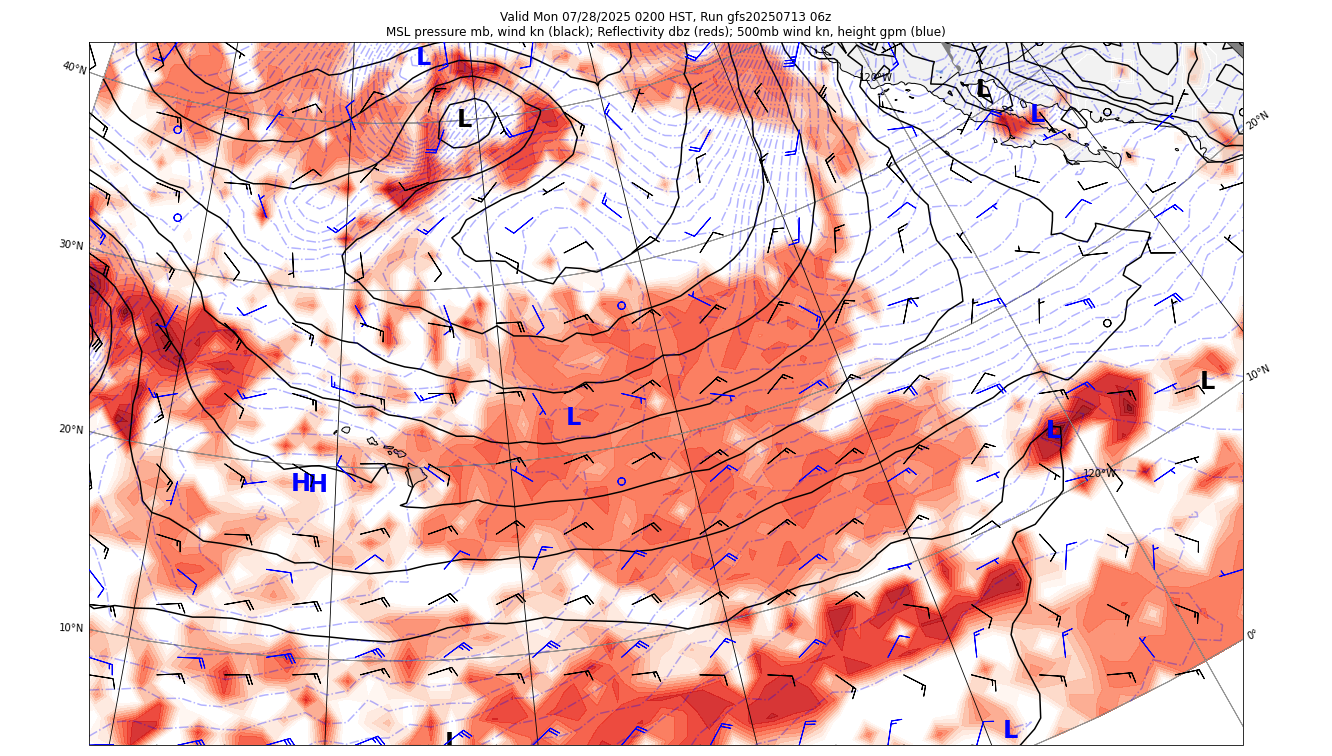 Valid Mon 07/28/2025 0200 HST, Run gfs20250713 06z
MSL pressure mb, wind kn (black); Reflectivity dbz (reds); 500mb wind kn, height gpm (blue)
L
40°N
120°W
L
L
L
20°N
30°N
10°N
L
L
20°N
L
120°W
H
H
10°N
0°
L
L